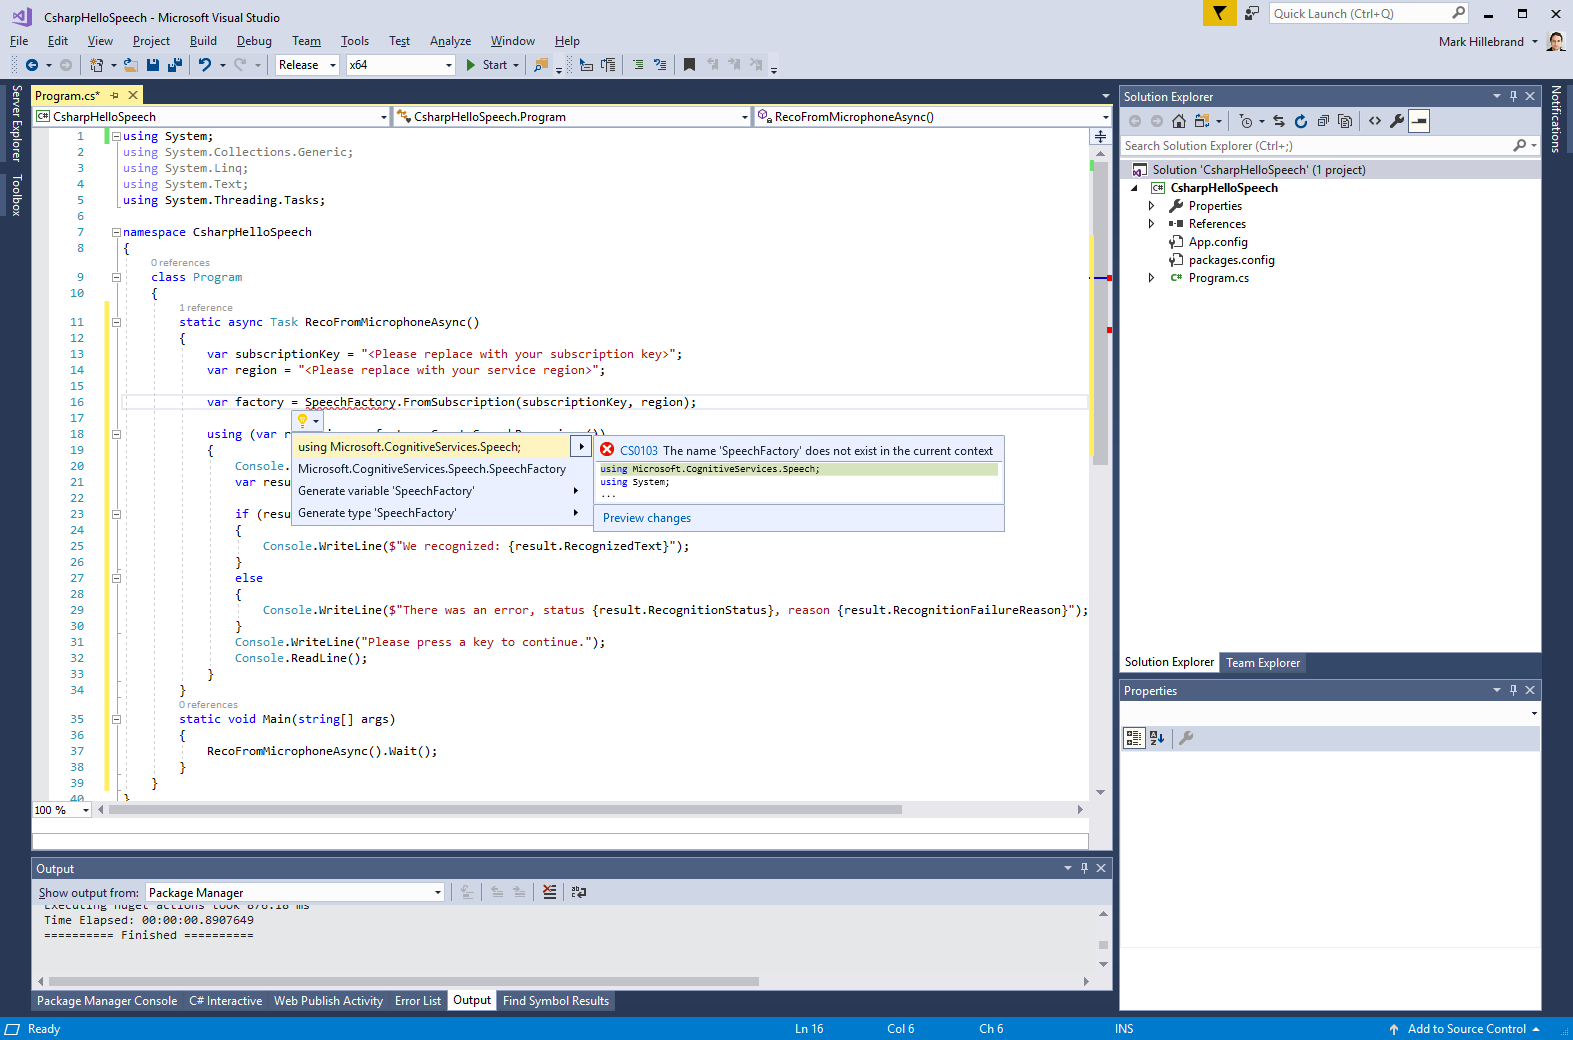 CsharpHelloSpeech - Microsoft Visual Studio
Quick Launch (Ctrl+Q)
File Edit View Project Build Debug Team Tools Test Analyze Window Help
Mark Hillebrand
Release x64 Start
Server Explorer
Toolbox
Program.cs*
CsharpHelloSpeech CsharpHelloSpeech.Program RecoFromMicrophoneAsync()
1 using System;
2 using System.Collections.Generic;
3 using System.Linq;
4 using System.Text;
5 using System.Threading.Tasks;
6
7 namespace CsharpHelloSpeech
8 {
0 references
9 class Program
10 {
1 reference
11 static async Task RecoFromMicrophoneAsync()
12 {
13 var subscriptionKey = "<Please replace with your subscription key>";
14 var region = "<Please replace with your service region>";
15
16 var factory = SpeechFactory.FromSubscription(subscriptionKey, region);
17
18 using (var
19 {
20 Console.
21 var resu
22
23 if (resu
24 {
25 Console.WriteLine($"We recognized: {result.RecognizedText}");
26 }
27 else
28 {
29 Console.WriteLine($"There was an error, status {result.RecognitionStatus}, reason {result.RecognitionFailureReason}");
30 }
31 Console.WriteLine("Please press a key to continue.");
32 Console.ReadLine();
33 }
34 }
0 references
35 static void Main(string[] args)
36 {
37 RecoFromMicrophoneAsync().Wait();
38 }
39 }
40 }
using Microsoft.CognitiveServices.Speech;
Microsoft.CognitiveServices.Speech.SpeechFactory
Generate variable 'SpeechFactory'
Generate type 'SpeechFactory'
CS0103 The name 'SpeechFactory' does not exist in the current context
using Microsoft.CognitiveServices.Speech;
using System;
...
Preview changes
100 %
Output
Show output from: Package Manager
Executing nuget actions took 876.18 ms
Time Elapsed: 00:00:00.8907649
========== Finished ==========
Package Manager Console C# Interactive Web Publish Activity Error List Output Find Symbol Results
Solution Explorer
Search Solution Explorer (Ctrl+;)
Solution 'CsharpHelloSpeech' (1 project)
C# CsharpHelloSpeech
Properties
References
App.config
packages.config
C# Program.cs
Solution Explorer Team Explorer
Properties
Notifications
Ready Ln 16 Col 6 Ch 6 INS Add to Source Control